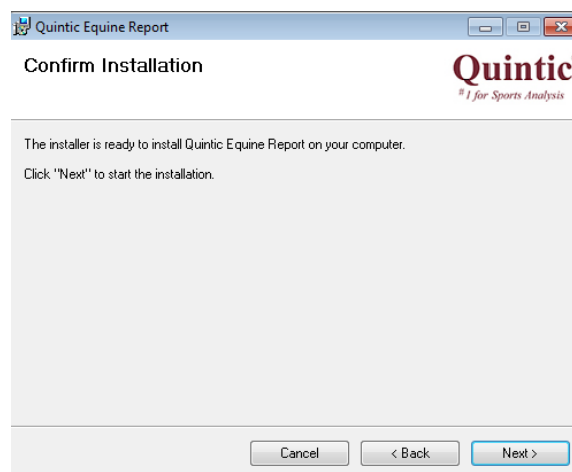 Quintic Equine Report
Confirm Installation
Quintic
#1 for Sports Analysis
The installer is ready to install Quintic Equine Report on your computer.
Click "Next" to start the installation.
Cancel
< Back
Next >